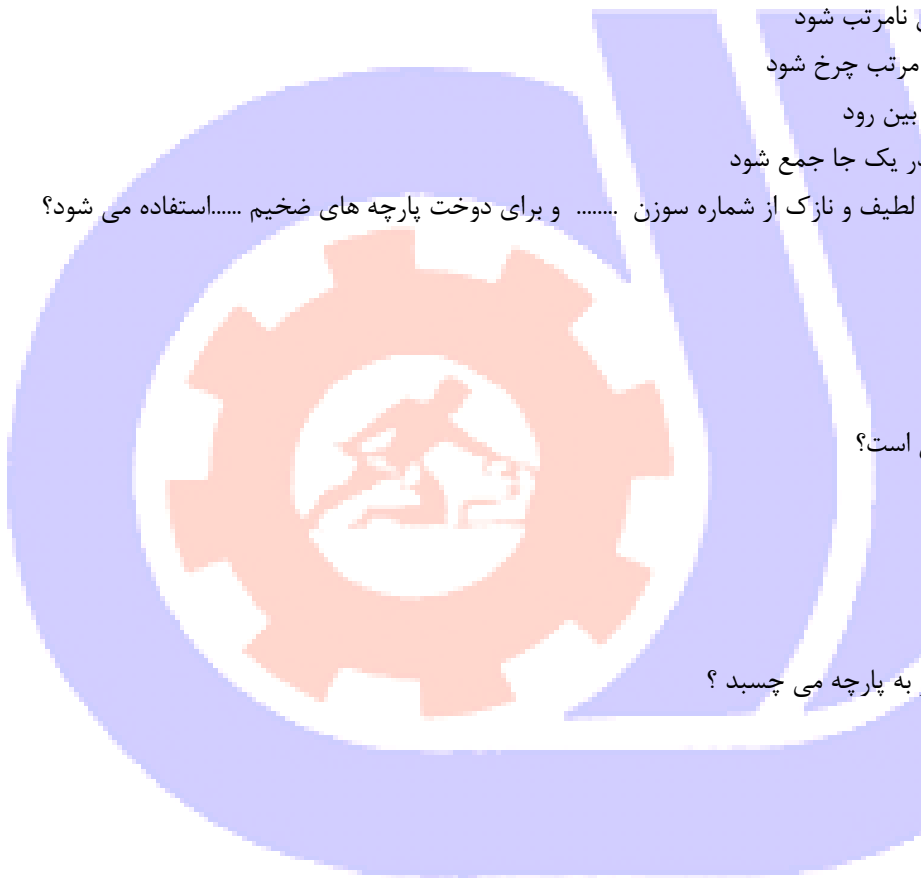 نامرتب شود
مرتب چرخ شود
بین رود
در یک جا جمع شود
لطیف و نازک از شماره سوزن ........ و برای دوخت پارچه های ضخیم ......استفاده می شود؟
است؟
به پارچه می چسبد ؟